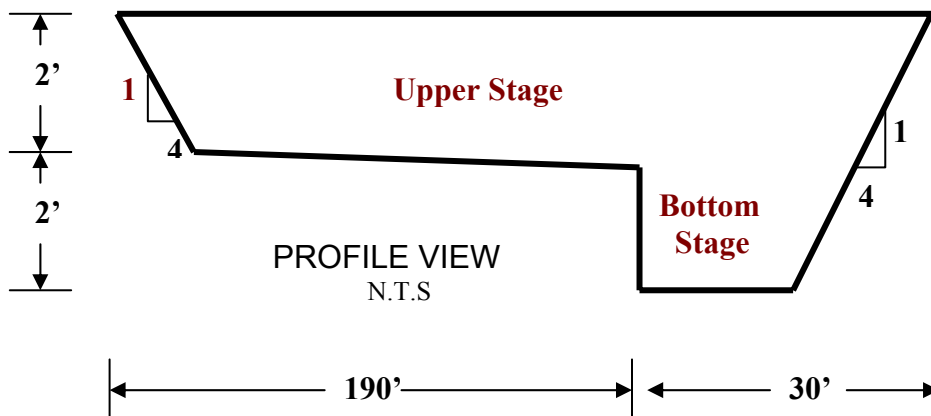 2’
1
Upper Stage
1
4
4
2’
Bottom
Stage
PROFILE VIEW
N.T.S
190’
30’